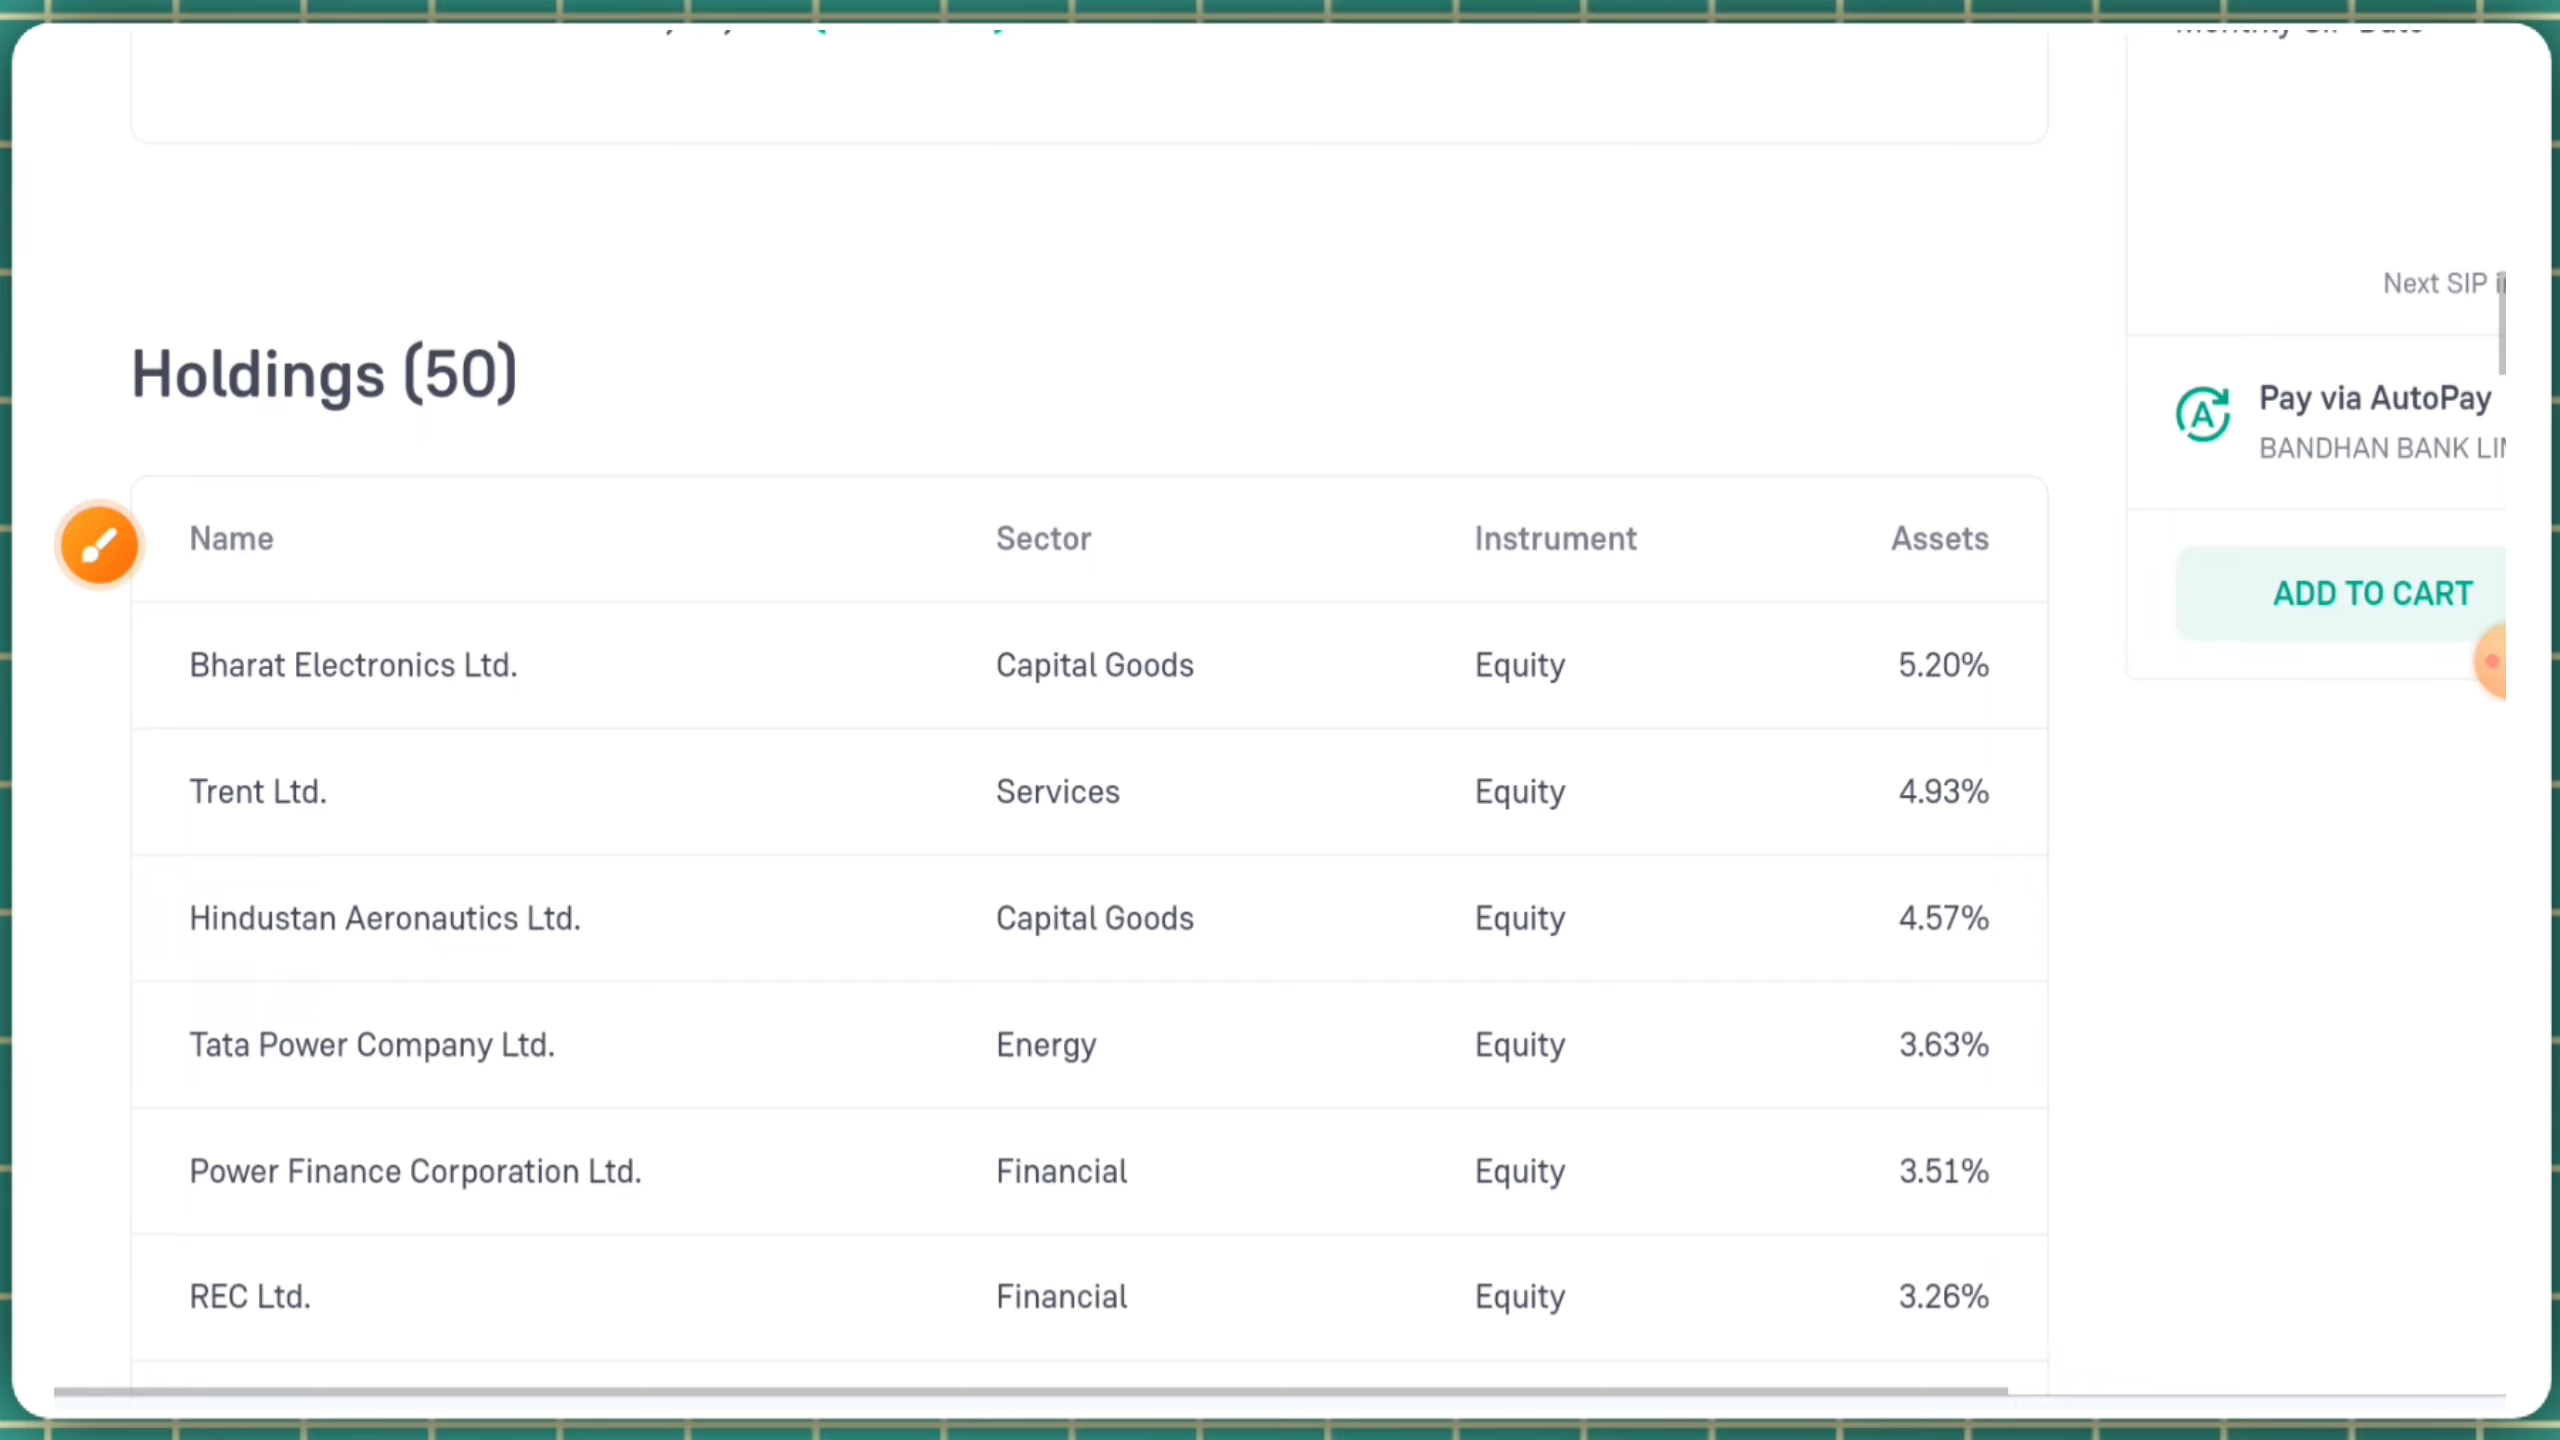 Holdings (50)
Name Sector Instrument Assets
Bharat Electronics Ltd. Capital Goods Equity 5.20%
Trent Ltd. Services Equity 4.93%
Hindustan Aeronautics Ltd. Capital Goods Equity 4.57%
Tata Power Company Ltd. Energy Equity 3.63%
Power Finance Corporation Ltd. Financial Equity 3.51%
REC Ltd. Financial Equity 3.26%
Next SIP
Pay via AutoPay
BANDHAN BANK
ADD TO CART